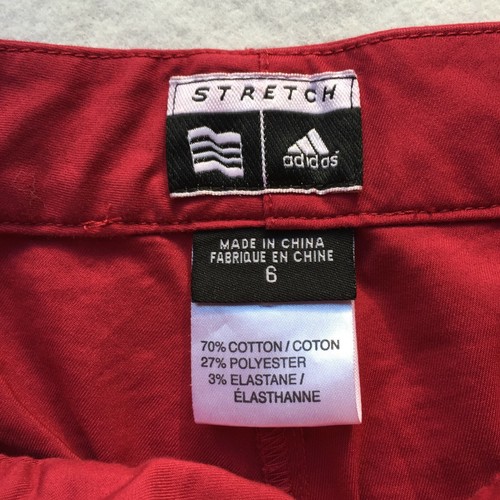 STRETCH
adidas
MADE IN CHINA
FABRIQUE EN CHINE
6
70% COTTON / COTON
27% POLYESTER
3% ELASTANE /
ÉLASTHANNE